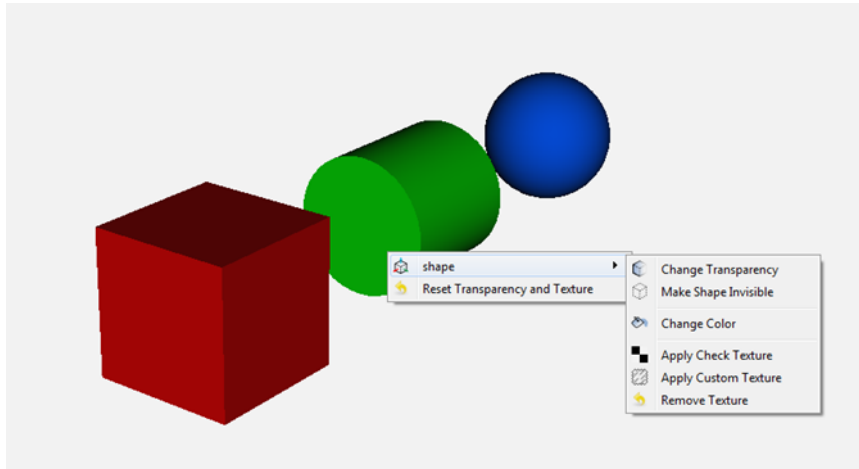 shape
Reset Transparency and Texture
Change Transparency
Make Shape Invisible
Change Color
Apply Check Texture
Apply Custom Texture
Remove Texture